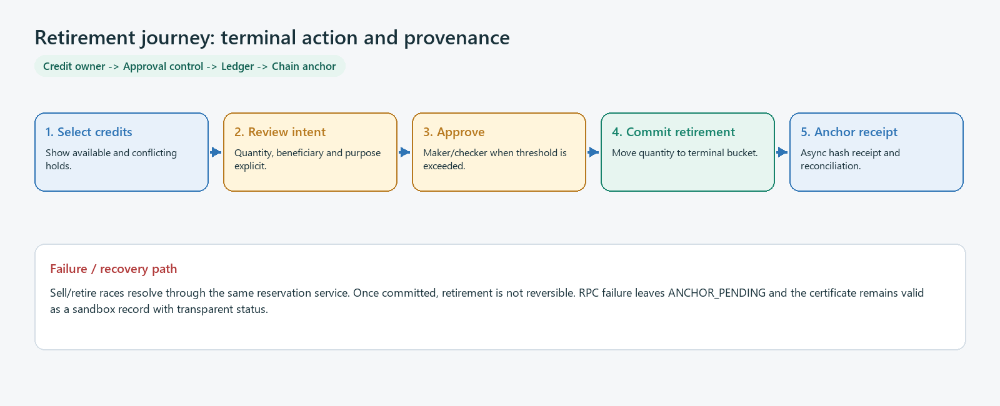 Retirement journey: terminal action and provenance
Credit owner -> Approval control -> Ledger -> Chain anchor
1. Select credits
Show available and conflicting
holds.
2. Review intent
Quantity, beneficiary and purpose
explicit.
3. Approve
Maker/checker when threshold is
exceeded.
4. Commit retirement
Move quantity to terminal bucket.
5. Anchor receipt
Async hash receipt and
reconciliation.
Failure / recovery path
Sell/retire races resolve through the same reservation service. Once committed, retirement is not reversible. RPC failure leaves ANCHOR_PENDING and the certificate remains valid
as a sandbox record with transparent status.